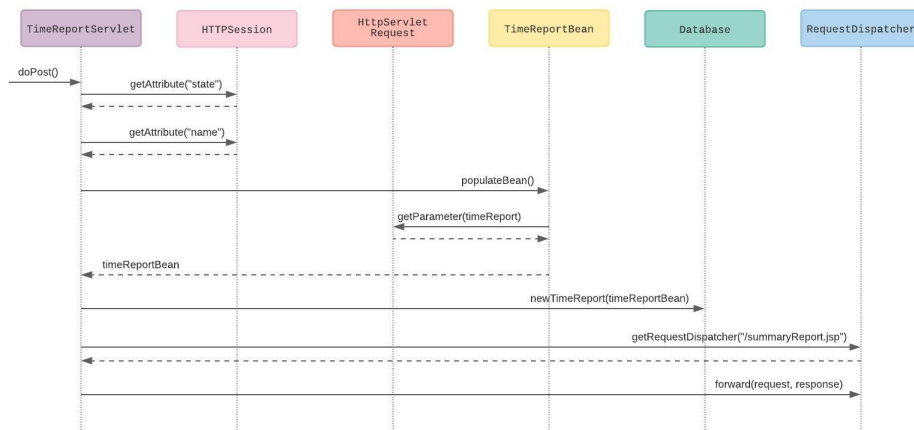 TimeReportServlet
HTTPSession
HttpServlet
Request
TimeReportBean
Database
RequestDispatcher
doPost()
getAttribute("state")
getAttribute("name")
populateBean()
getParameter(timeReport)
timeReportBean
newTimeReport(timeReportBean)
getRequestDispatcher("/summaryReport.jsp")
forward(request, response)